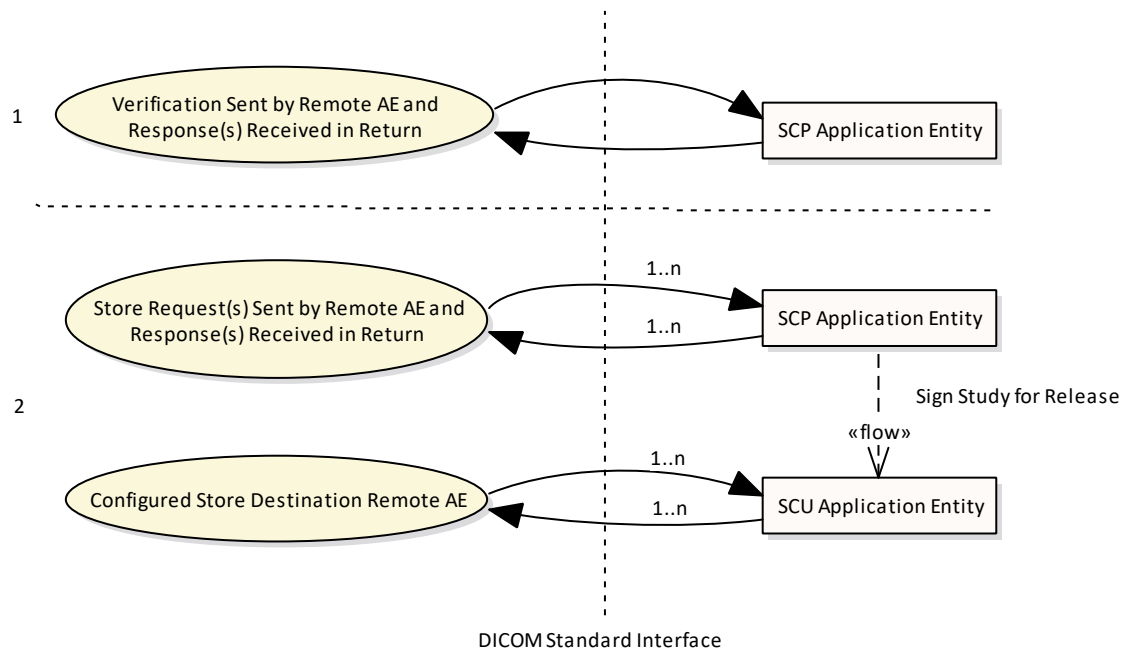 1
Verification Sent by Remote AE and
Response(s) Received in Return
SCP Application Entity
1..n
Store Request(s) Sent by Remote AE and
Response(s) Received in Return
1..n
SCP Application Entity
2
Sign Study for Release
«flow»
1..n
Configured Store Destination Remote AE
1..n
SCU Application Entity
DICOM Standard Interface